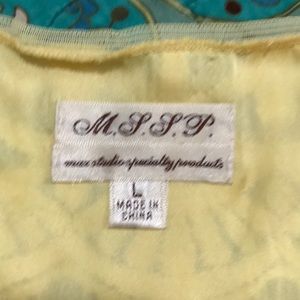 M.S.S.P.
max studio specialty products
L
MADE IN
CHINA